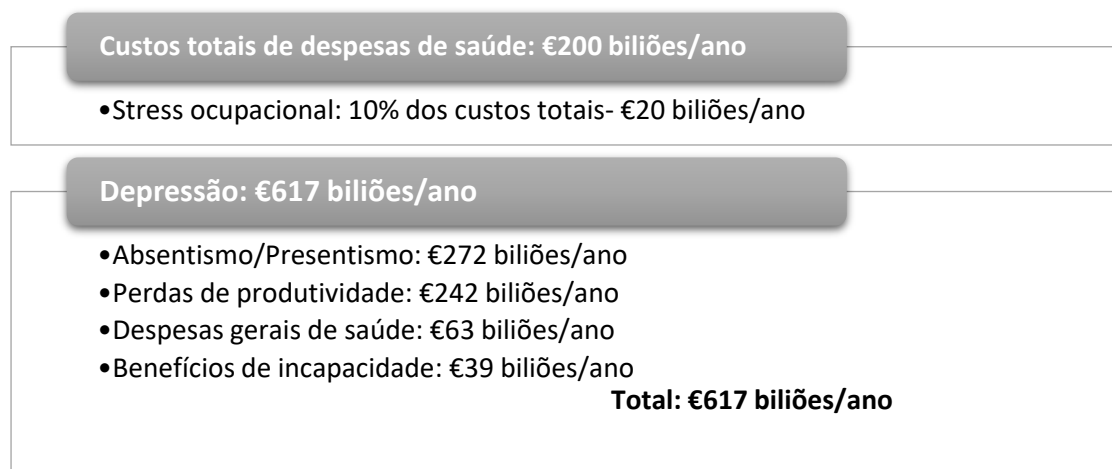 Custos totais de despesas de saúde: €200 biliões/ano
•Stress ocupacional: 10% dos custos totais- €20 biliões/ano
Depressão: €617 biliões/ano
•Absentismo/Presentismo: €272 biliões/ano
•Perdas de produtividade: €242 biliões/ano
•Despesas gerais de saúde: €63 biliões/ano
•Benefícios de incapacidade: €39 biliões/ano
Total: €617 biliões/ano